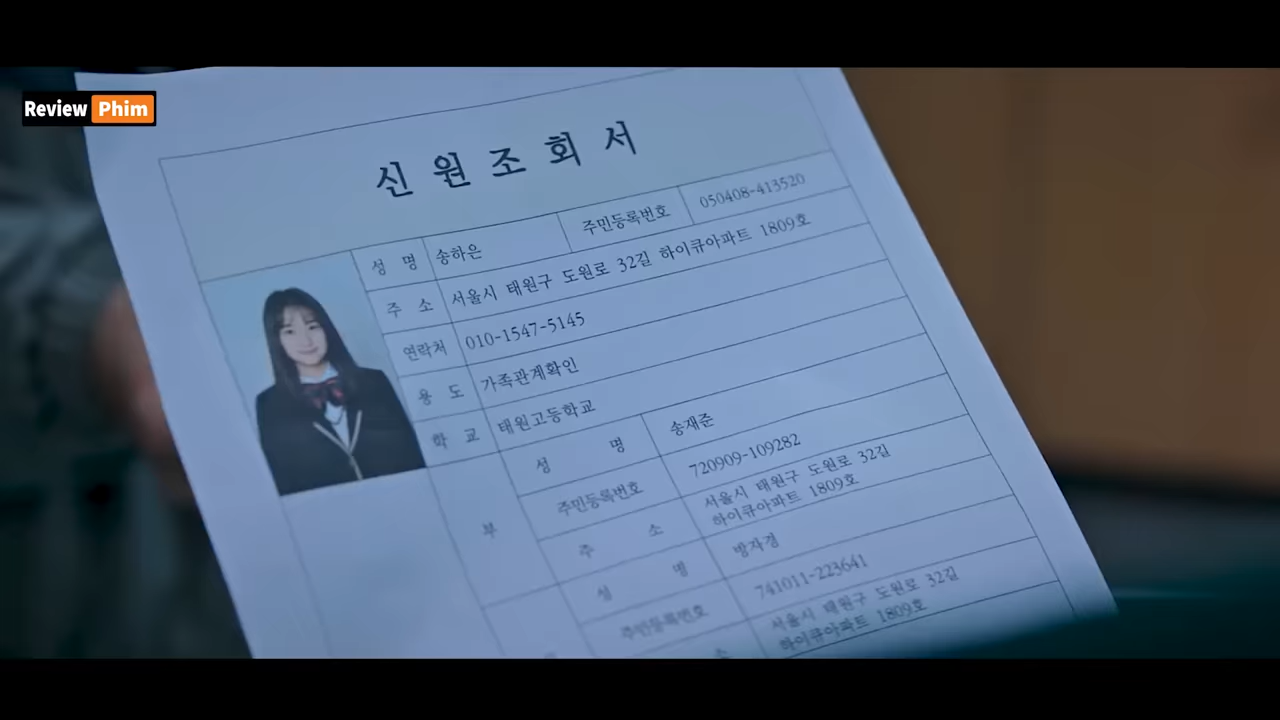 Review Phim
신 원 조 회 서
성 명 송하은 주민등록번호 050408-413520
주 소 서울시 태원구 도원로 32길 하이큐아파트 1809호
연락처 010-1547-5145
용 도 가족관계확인
학 교 태원고등학교
부
성 명 송재준
주민등록번호 720909-109282
주 소 서울시 태원구 도원로 32길
하이큐아파트 1809호
성 명 방자경
주민등록번호 741011-223641
소 서울시 태원구 도원로 32길
하이큐아파트 1809호